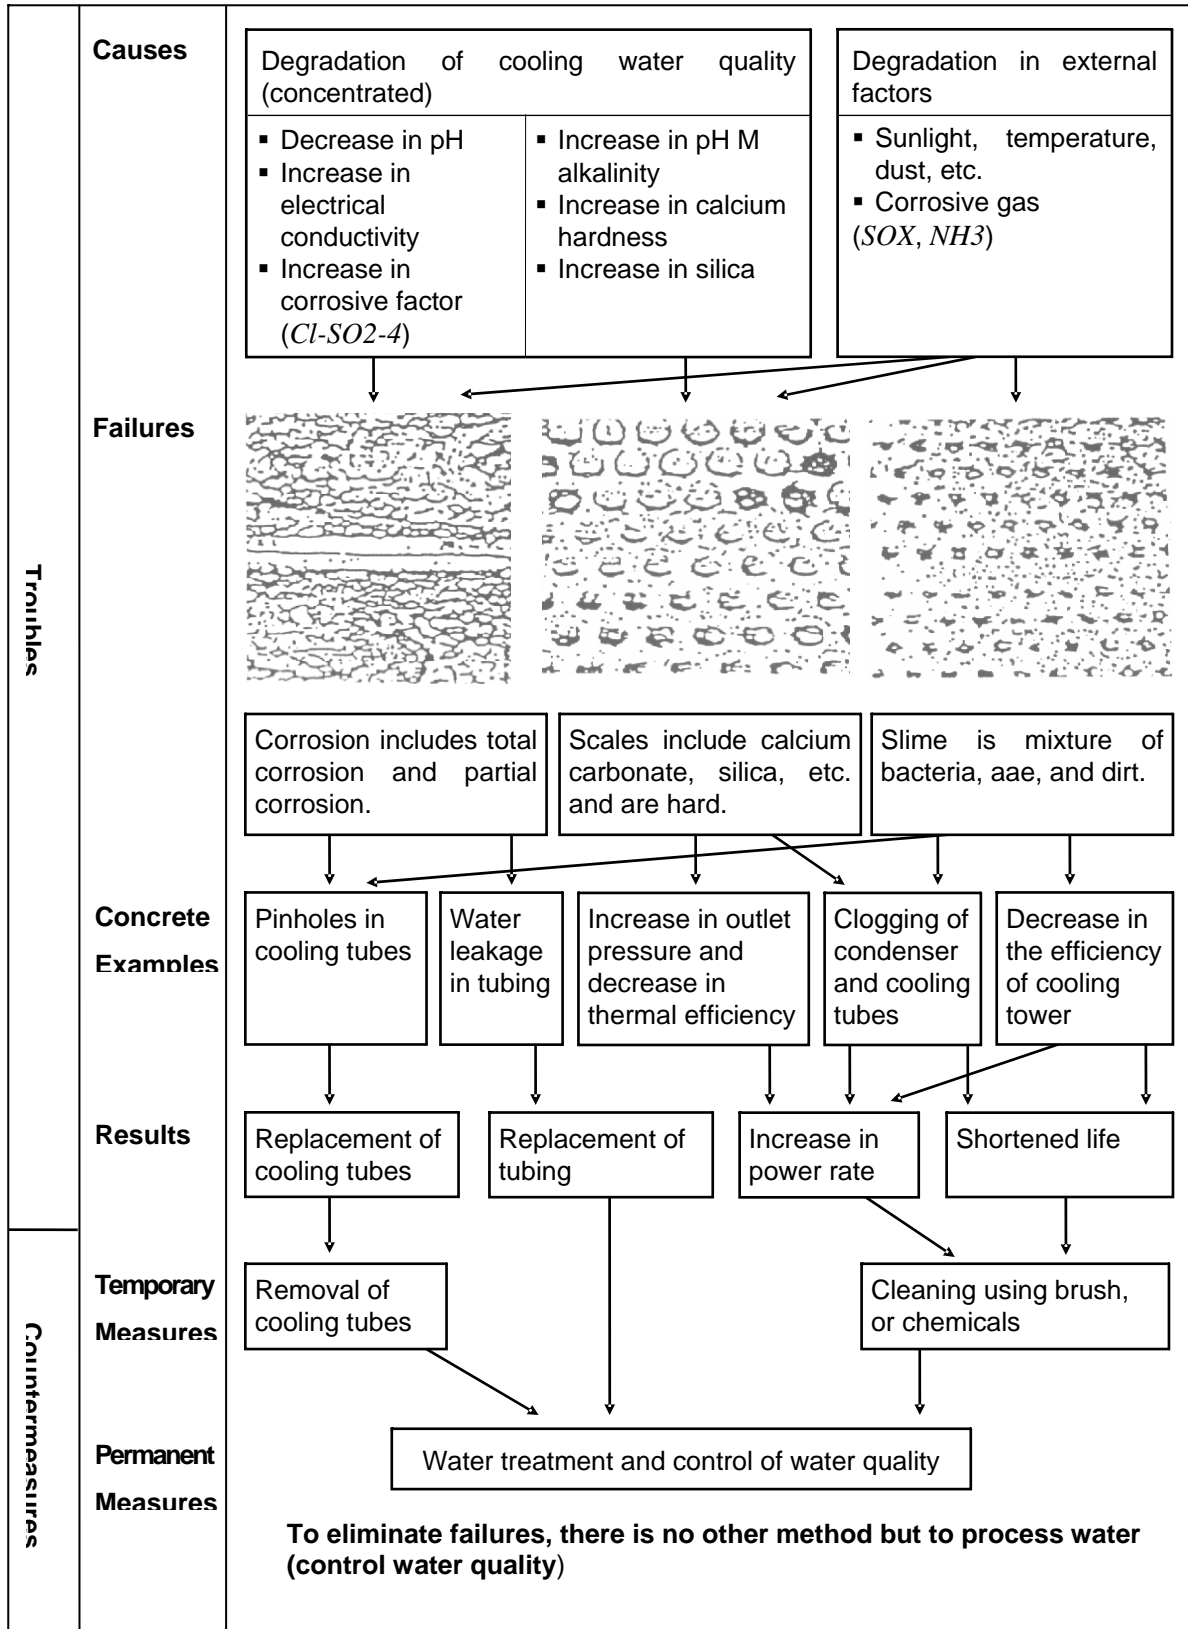 Causes
Degradation of cooling water quality
(concentrated)
▪ Decrease in pH
▪ Increase in
electrical
conductivity
▪ Increase in
corrosive factor
(Cl-SO2-4)
▪ Increase in pH M
alkalinity
▪ Increase in calcium
hardness
▪ Increase in silica
Degradation in external
factors
▪ Sunlight, temperature,
dust, etc.
▪ Corrosive gas
(SOX, NH3)
Troubles
Failures
Corrosion includes total
corrosion and partial
corrosion.
Scales include calcium
carbonate, silica, etc.
and are hard.
Slime is mixture of
bacteria, aae, and dirt.
Concrete
Examples
Pinholes in
cooling tubes
Water
leakage
in tubing
Increase in outlet
pressure and
decrease in
thermal efficiency
Clogging of
condenser
and cooling
tubes
Decrease in
the efficiency
of cooling
tower
Results
Replacement of
cooling tubes
Replacement of
tubing
Increase in
power rate
Shortened life
Countermeasures
Temporary
Measures
Removal of
cooling tubes
Cleaning using brush,
or chemicals
Permanent
Measures
Water treatment and control of water quality
To eliminate failures, there is no other method but to process water
(control water quality)